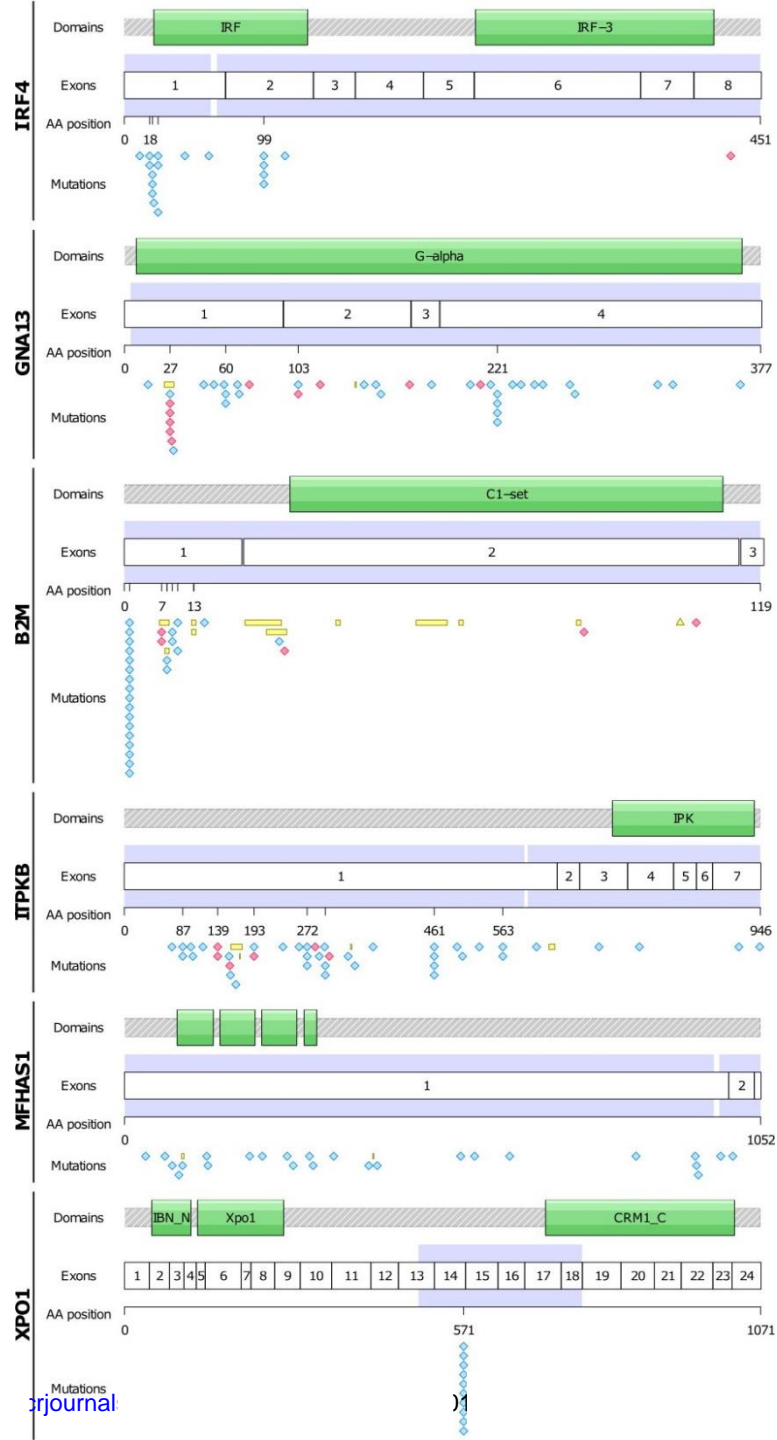 IRF4
Domains IRF IRF-3
Exons 1 2 3 4 5 6 7 8
AA position
0 18 99 451
Mutations
GNA13
Domains G-alpha
Exons 1 2 3 4
AA position
0 27 60 103 221 377
Mutations
B2M
Domains C1-set
Exons 1 2 3
AA position
0 7 13 119
Mutations
ITPKB
Domains IPK
Exons 1 2 3 4 5 6 7
AA position
0 87 139 193 272 461 563 946
Mutations
MFHAS1
Domains
Exons 1 2
AA position
0 1052
Mutations
XPO1
Domains IBN_N Xpo1 CRM1_C
Exons 1 2 3 4 5 6 7 8 9 10 11 12 13 14 15 16 17 18 19 20 21 22 23 24
AA position
0 571 1071
Mutations
crjournals